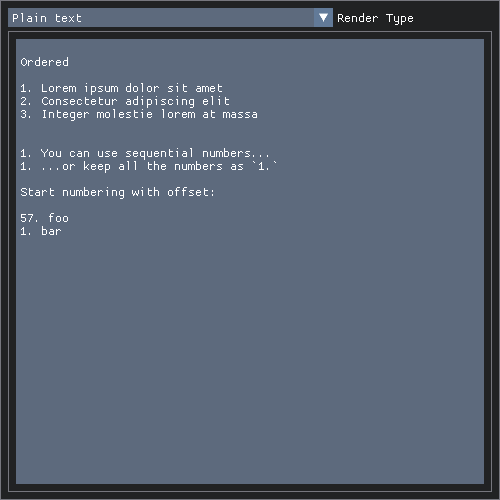 Plain text
Render Type
Ordered
1. Lorem ipsum dolor sit amet
2. Consectetur adipiscing elit
3. Integer molestie lorem at massa
1. You can use sequential numbers...
1. ...or keep all the numbers as `1.`
Start numbering with offset:
57. foo
1. bar